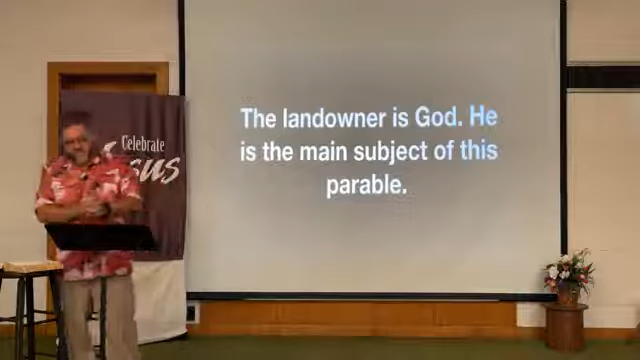 The landowner is God. He
is the main subject of this
parable.
Celebrate